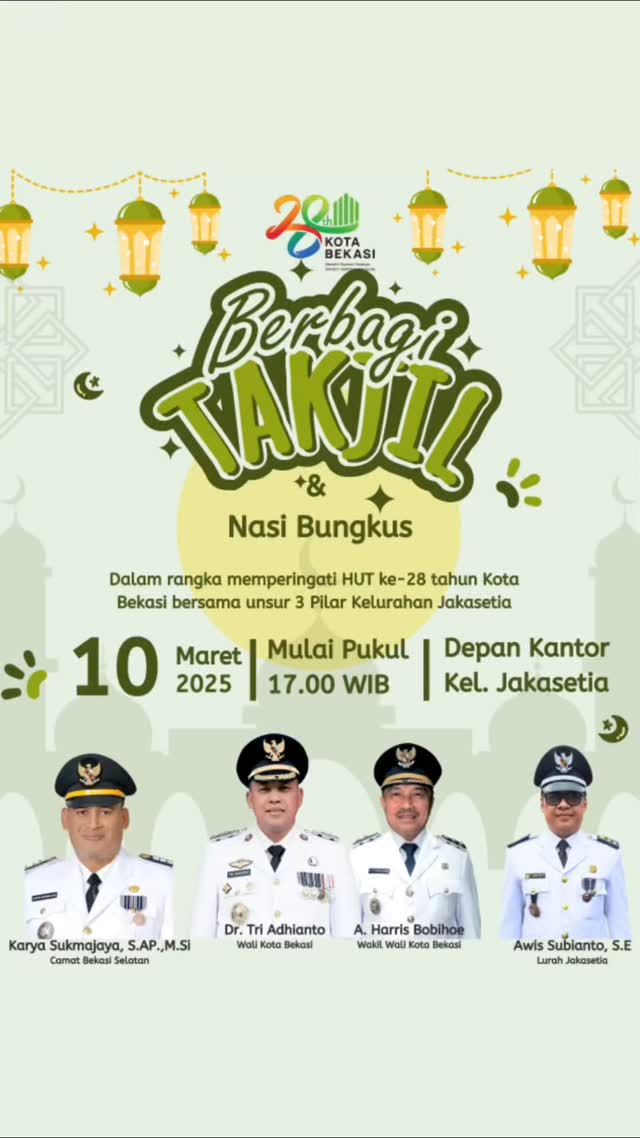 28th
KOTA
BEKASI
Berbagi
TAKJIL
&
Nasi Bungkus
Dalam rangka memperingati HUT ke-28 tahun Kota
Bekasi bersama unsur 3 Pilar Kelurahan Jakasetia
10 Maret 2025
Mulai Pukul
17.00 WIB
Depan Kantor
Kel. Jakasetia
Karya Sukmajaya, S.AP.,M.Si
Camat Bekasi Selatan
Dr. Tri Adhianto
Wali Kota Bekasi
A. Harris Bobihoe
Wakil Wali Kota Bekasi
Awis Subianto, S.E
Lurah Jakasetia